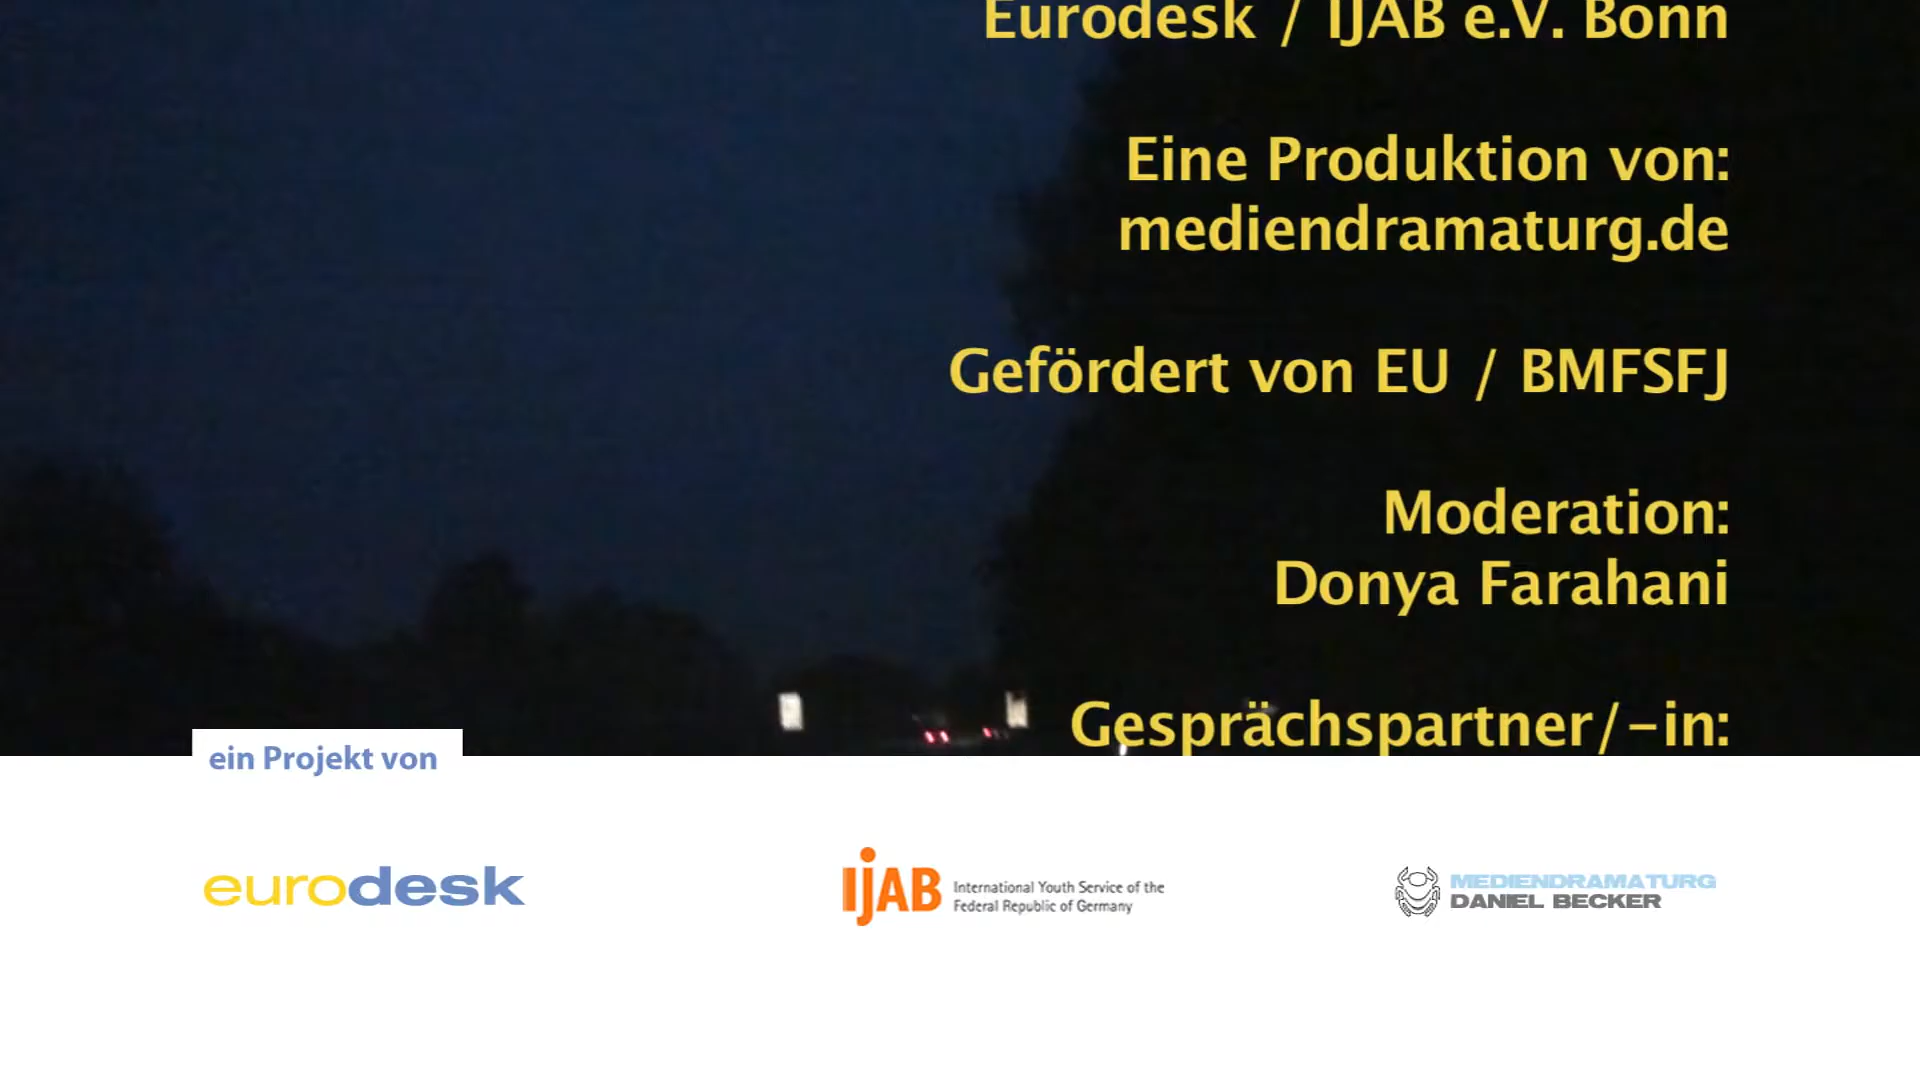 Eurodesk / IJAB e.V. Bonn
Eine Produktion von:
mediendramaturg.de
Gefördert von EU / BMFSFJ
Moderation:
Donya Farahani
Gesprächspartner/-in:
ein Projekt von
eurodesk
IjAB International Youth Service of the
Federal Republic of Germany
MEDIENDRAMATURG
DANIEL BECKER